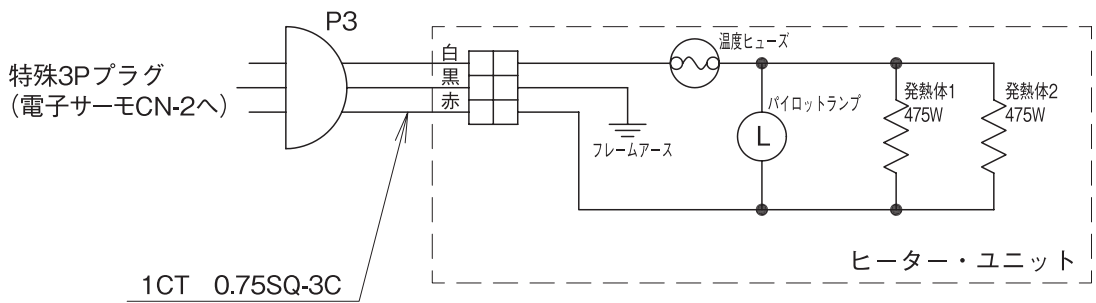 P3
特殊3Pプラグ
(電子サーモCN-2へ)
白
黒
赤
1CT 0.75SQ-3C
温度ヒューズ
フレームアース
パイロットランプ
L
発熱体1
475W
発熱体2
475W
ヒーター・ユニット